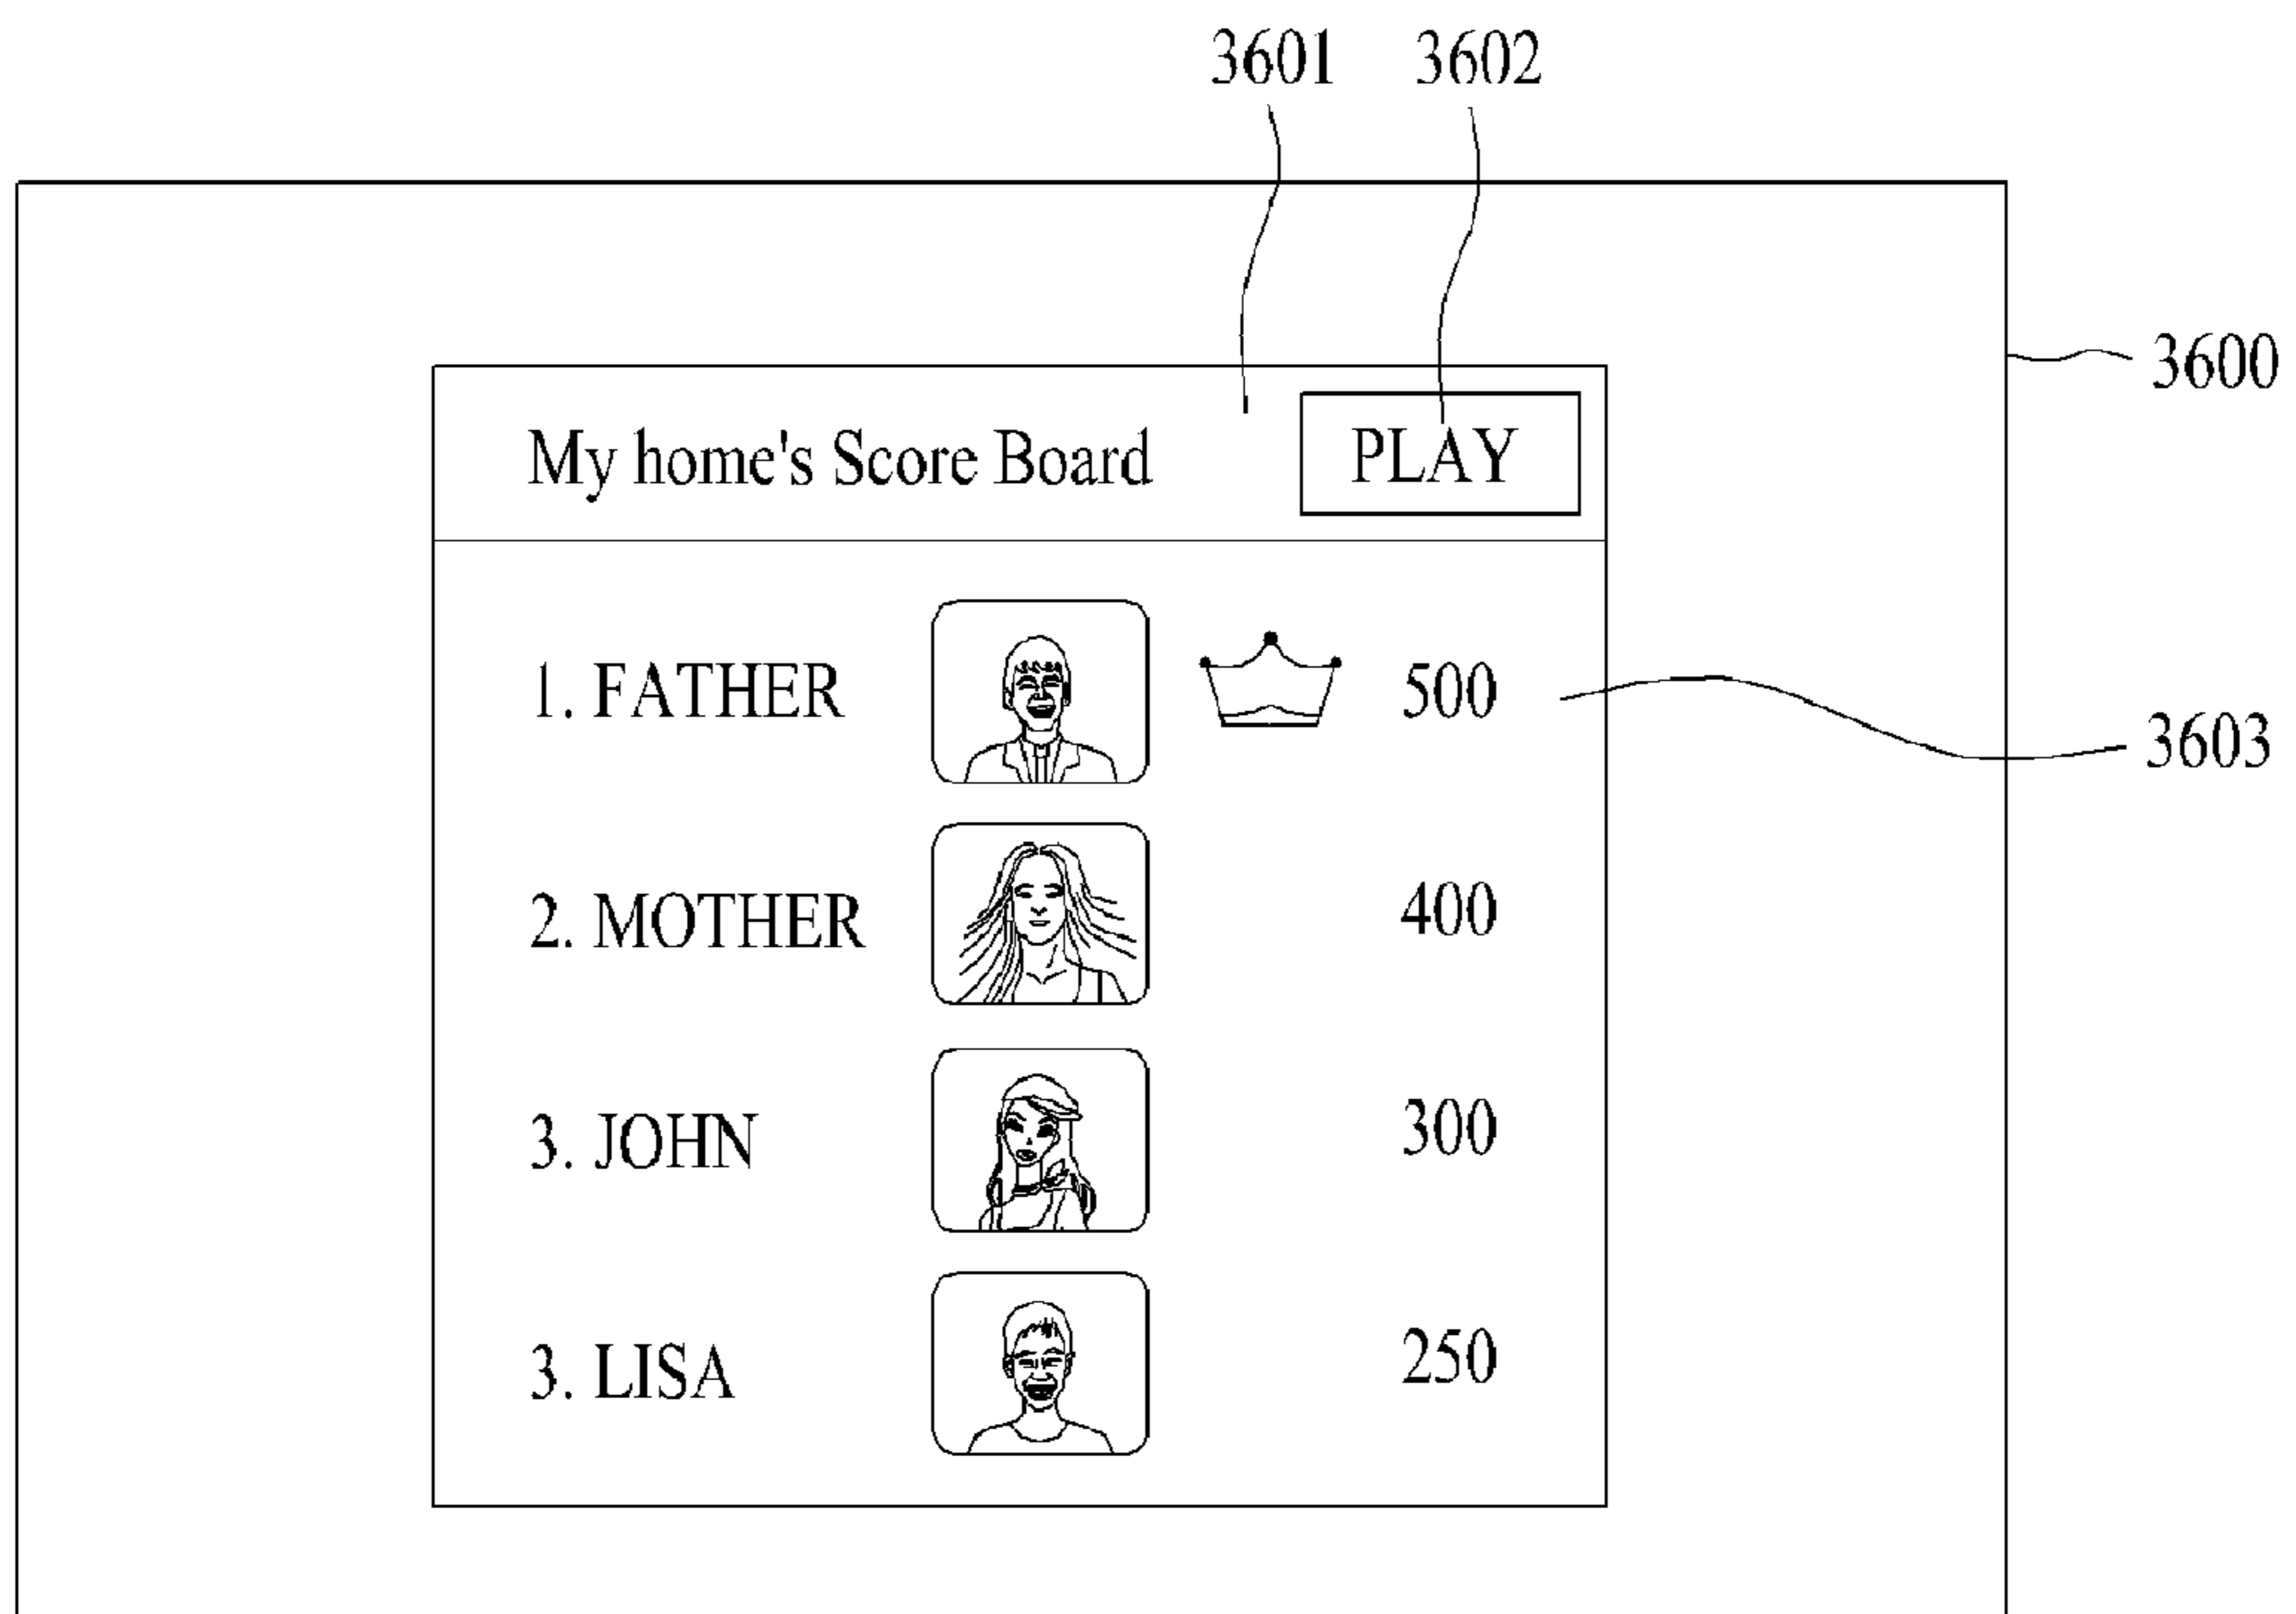 3601 3602
3600
My home's Score Board PLAY
1. FATHER 500
3603
2. MOTHER 400
3. JOHN 300
3. LISA 250